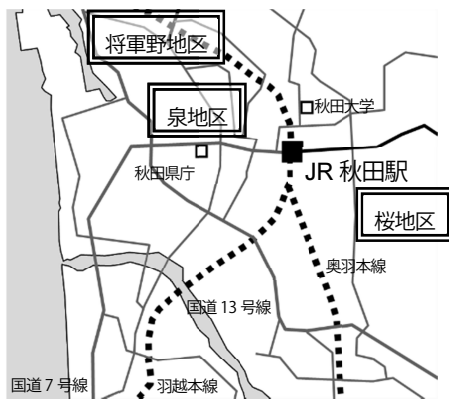 将軍野地区
泉地区
秋田大学
秋田県庁
JR 秋田駅
桜地区
奥羽本線
国道 13 号線
国道 7 号線
羽越本線